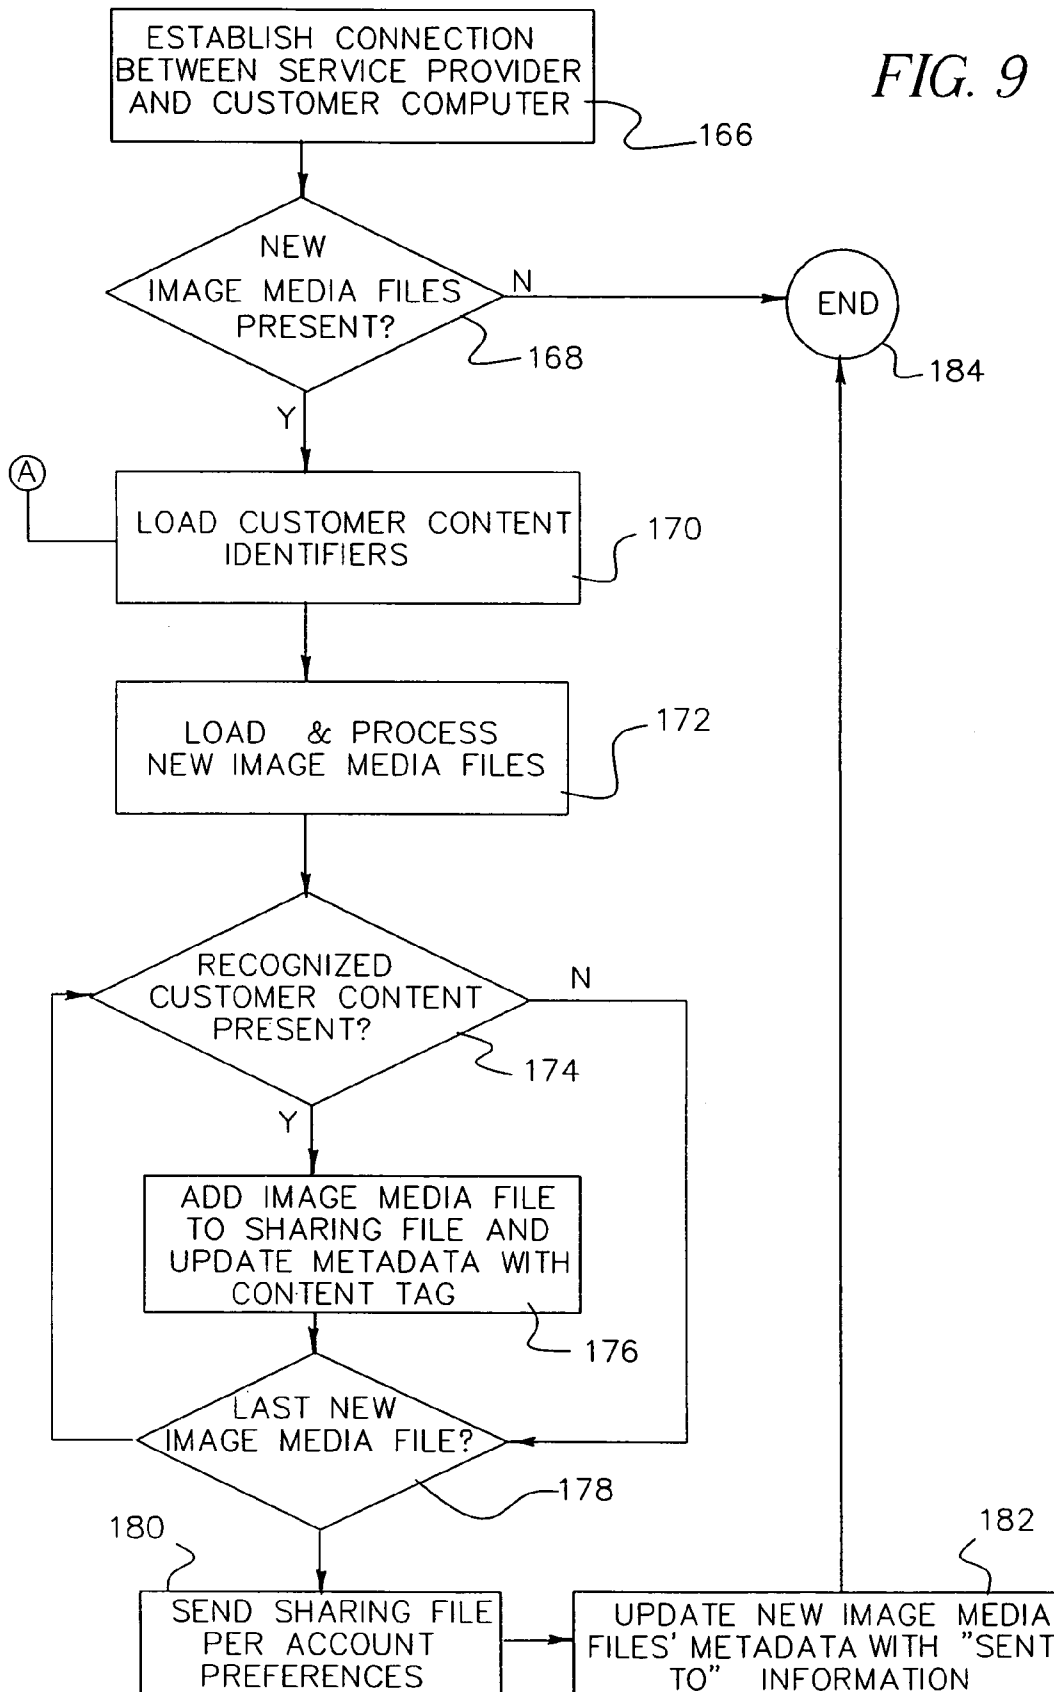 FIG. 9
ESTABLISH CONNECTION
BETWEEN SERVICE PROVIDER
AND CUSTOMER COMPUTER
166
NEW
IMAGE MEDIA FILES
PRESENT?
N
168
END
184
Y
A
LOAD CUSTOMER CONTENT
IDENTIFIERS
170
LOAD & PROCESS
NEW IMAGE MEDIA FILES
172
RECOGNIZED
CUSTOMER CONTENT
PRESENT?
N
174
Y
ADD IMAGE MEDIA FILE
TO SHARING FILE AND
UPDATE METADATA WITH
CONTENT TAG
176
LAST NEW
IMAGE MEDIA FILE?
178
180
SEND SHARING FILE
PER ACCOUNT
PREFERENCES
182
UPDATE NEW IMAGE MEDIA
FILES' METADATA WITH "SENT
TO" INFORMATION